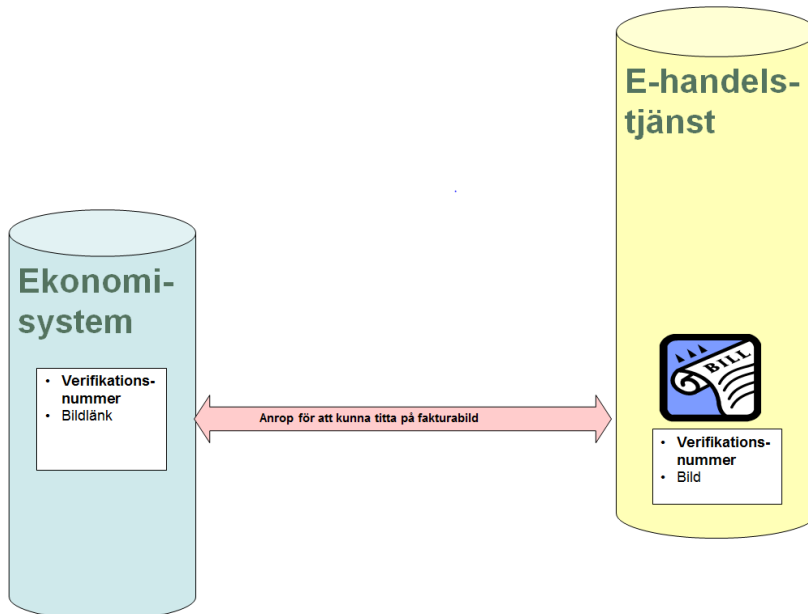 E-handels-
tjänst
Ekonomi-
system
BILL
• Verifikations-
nummer
• Bildlänk
Anrop för att kunna titta på fakturabild
• Verifikations-
nummer
• Bild